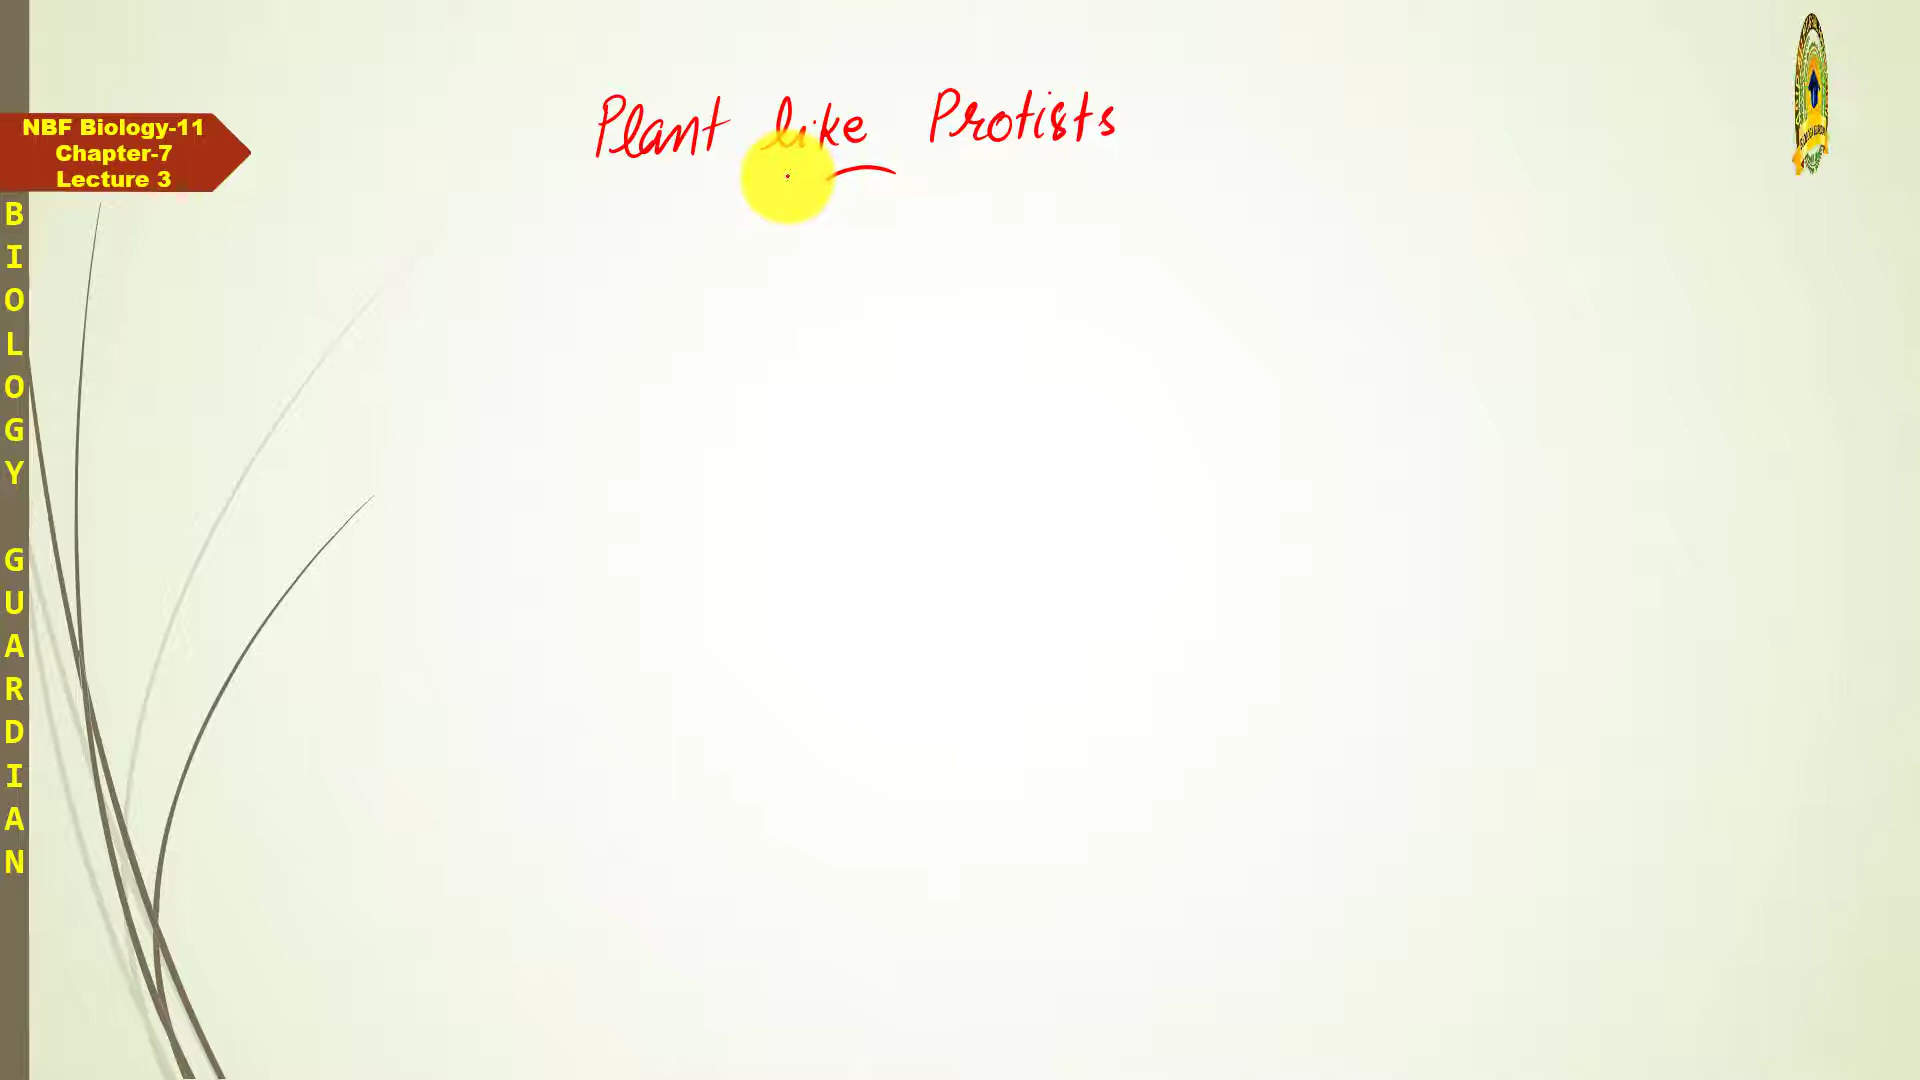 Plant like Protists
NBF Biology-11
Chapter-7
Lecture 3
BIOLOGY GUARDIAN